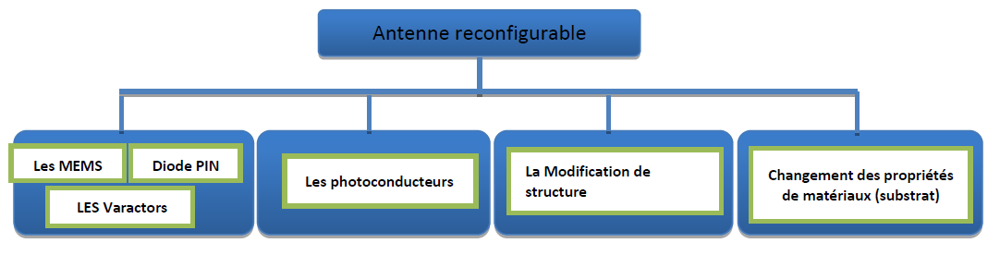 Antenne reconfigurable
Les MEMS
Diode PIN
LES Varactors
Les photoconducteurs
La Modification de
structure
Changement des propriétés
de matériaux (substrat)